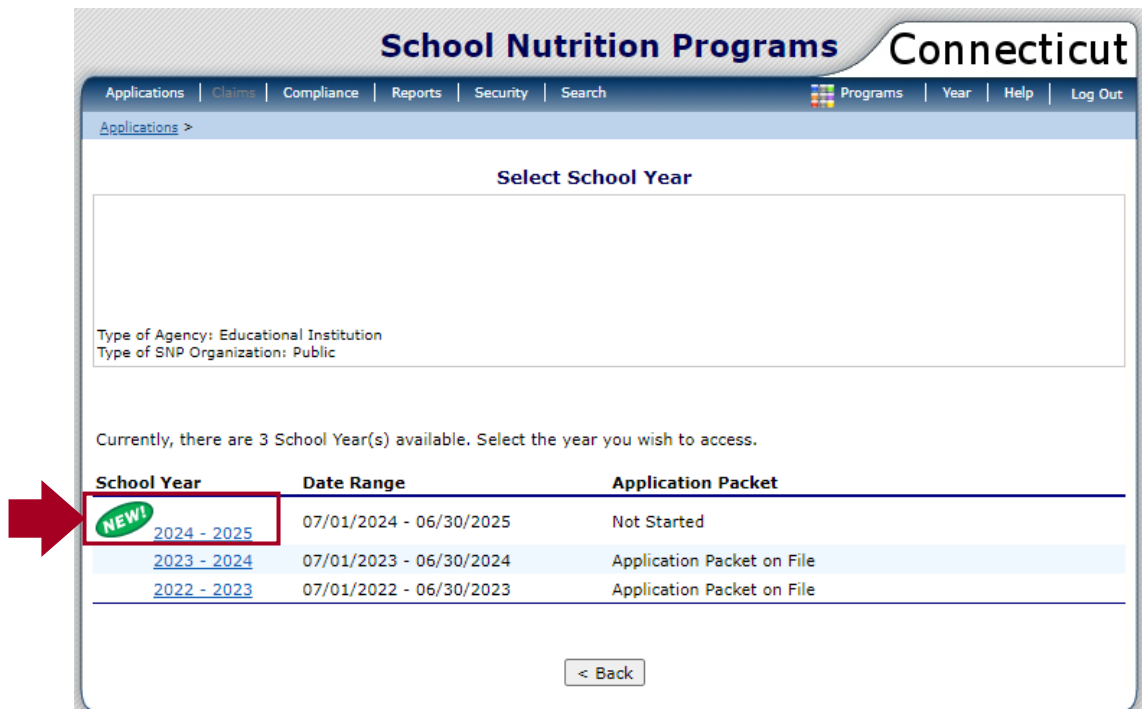 School Nutrition Programs Connecticut
Applications | Claims | Compliance | Reports | Security | Search Programs | Year | Help | Log Out
Applications >
Select School Year
Type of Agency: Educational Institution
Type of SNP Organization: Public
Currently, there are 3 School Year(s) available. Select the year you wish to access.
School Year Date Range Application Packet
NEW! 2024 - 2025 07/01/2024 - 06/30/2025 Not Started
2023 - 2024 07/01/2023 - 06/30/2024 Application Packet on File
2022 - 2023 07/01/2022 - 06/30/2023 Application Packet on File
< Back